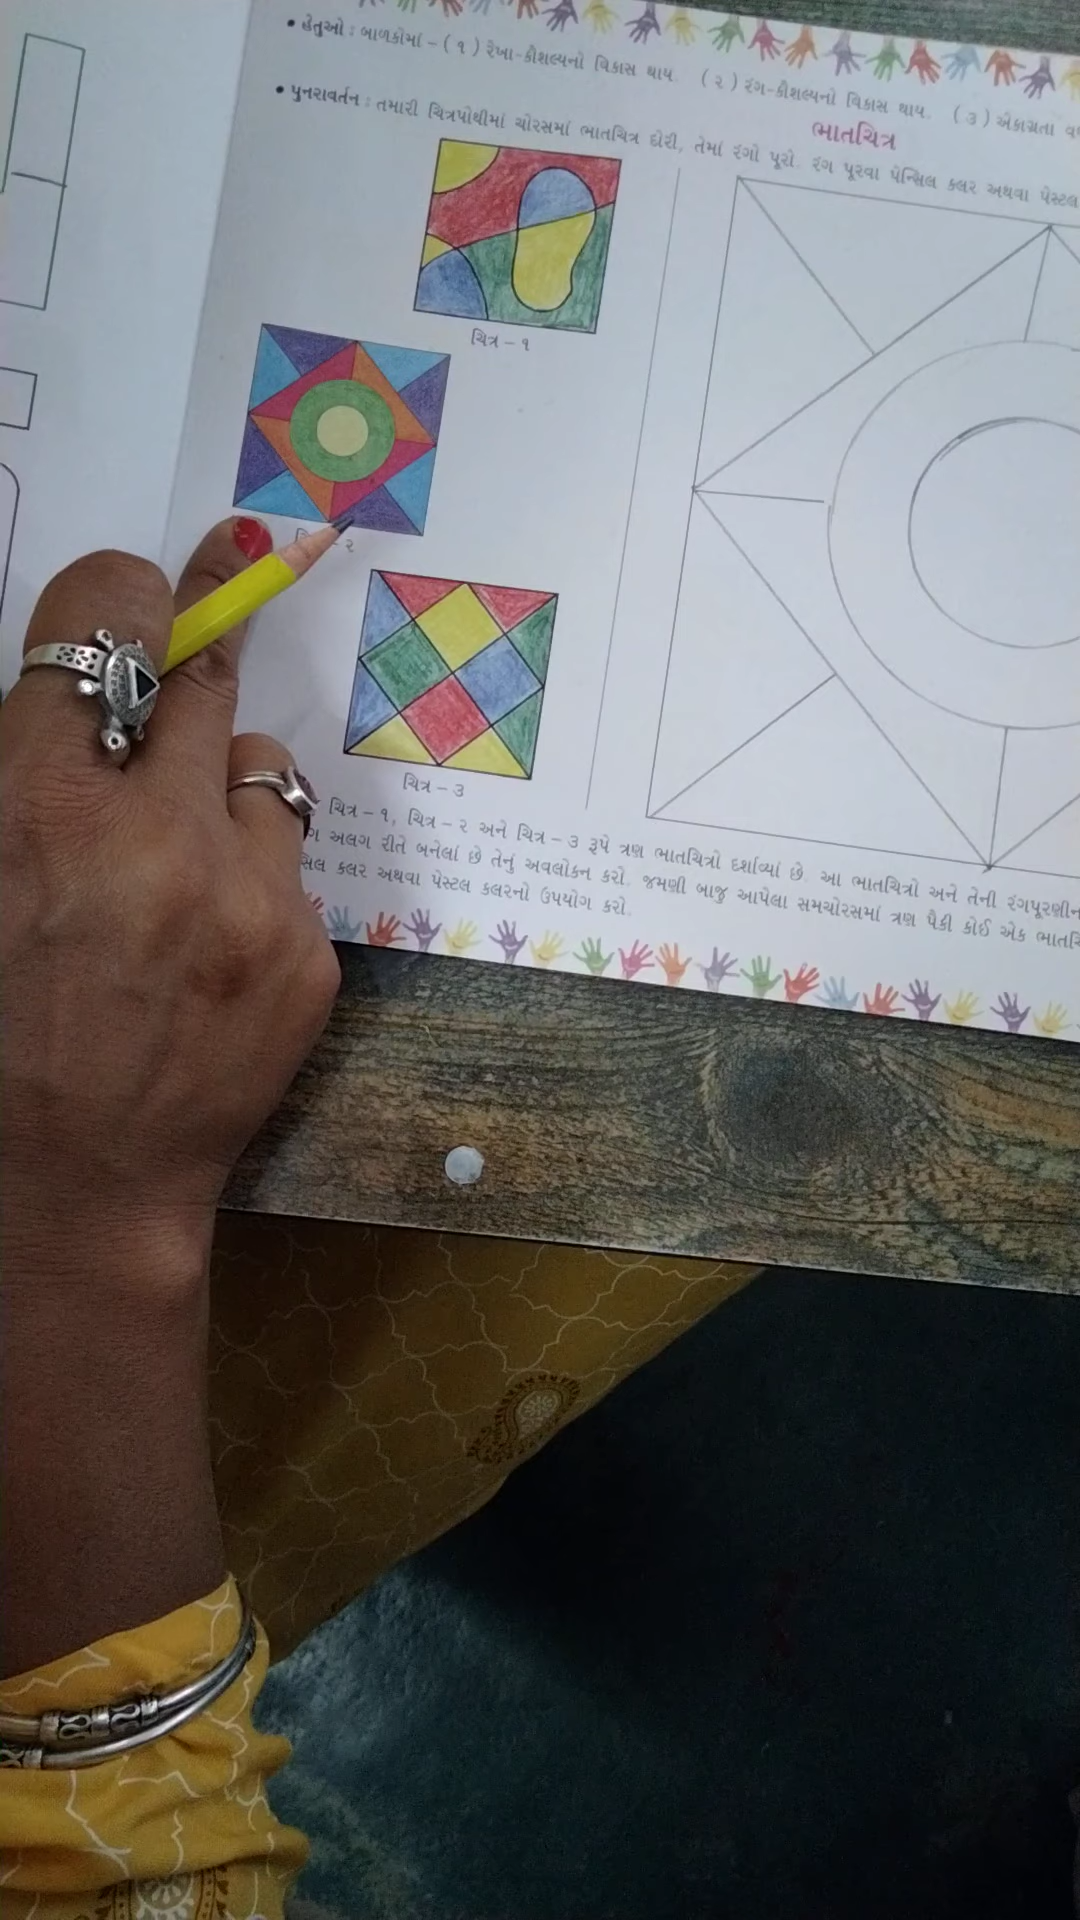 • હેતુઓ : બાળકોમાં – ( ૧ ) રેખા-કૌશલ્યનો વિકાસ થાય. ( ૨ ) રંગ-કૌશલ્યનો વિકાસ થાય. ( ૩ ) એકાગ્રતા
ભાતચિત્ર
• પુનરાવર્તન : તમારી ચિત્રપોથીમાં ચોરસમાં ભાતચિત્ર દોરી, તેમાં રંગો પૂરો. રંગ પૂરવા પેન્સિલ કલર અથવા પેસ્ટલ
ચિત્ર – ૧
– ૨
ચિત્ર – ૩
ચિત્ર – ૧, ચિત્ર – ૨ અને ચિત્ર – ૩ રૂપે ત્રણ ભાતચિત્રો દર્શાવ્યાં છે. આ ભાતચિત્રો અને તેની
અલગ રીતે બનેલાં છે તેનું અવલોકન કરો. જમણી બાજુ આપેલા સમચોરસમાં ત્રણ પૈકી કોઈ એક
કલર અથવા પેસ્ટલ કલરનો ઉપયોગ કરો.